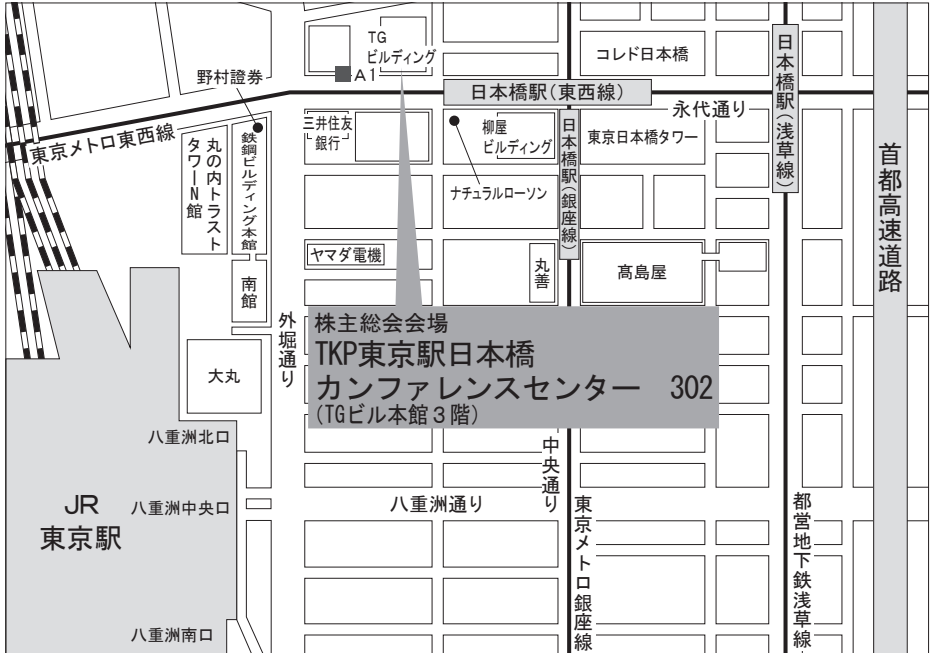 TG
ビルディング
A1
コレド日本橋
日本橋駅(浅草線)
野村證券
日本橋駅(東西線)
永代通り
東京メトロ東西線
丸の内トラスト
タワーN館
鉄鋼ビルディング本館
三井住友
銀行
柳屋
ビルディング
日本橋駅(銀座線)
東京日本橋タワー
首都高速道路
ナチュラルローソン
ヤマダ電機
丸善
髙島屋
南館
外堀通り
株主総会会場
TKP東京駅日本橋
カンファレンスセンター 302
(TGビル本館3階)
大丸
八重洲北口
中央通り
JR
東京駅
八重洲中央口
八重洲通り
東京メトロ銀座線
都営地下鉄浅草線
八重洲南口